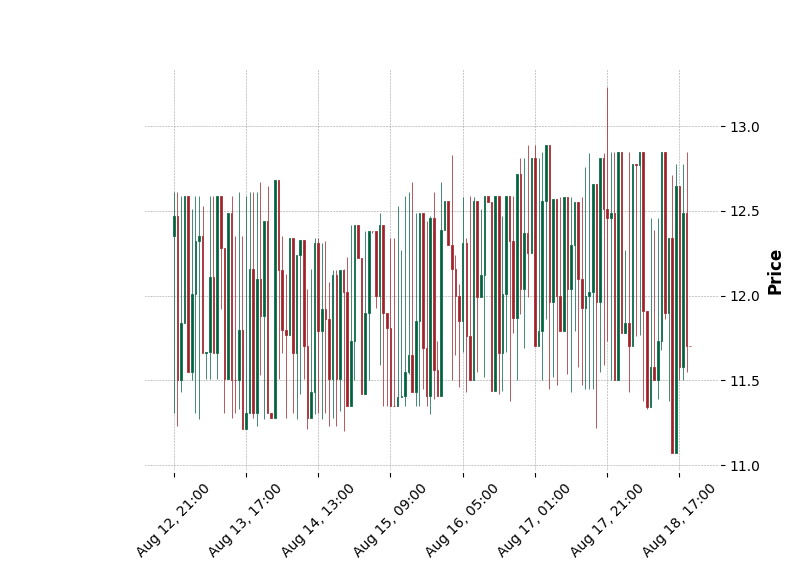 13.0
12.5
12.0
11.5
11.0
Price
Aug 12, 21:00
Aug 13, 17:00
Aug 14, 13:00
Aug 15, 09:00
Aug 16, 05:00
Aug 17, 01:00
Aug 17, 21:00
Aug 18, 17:00